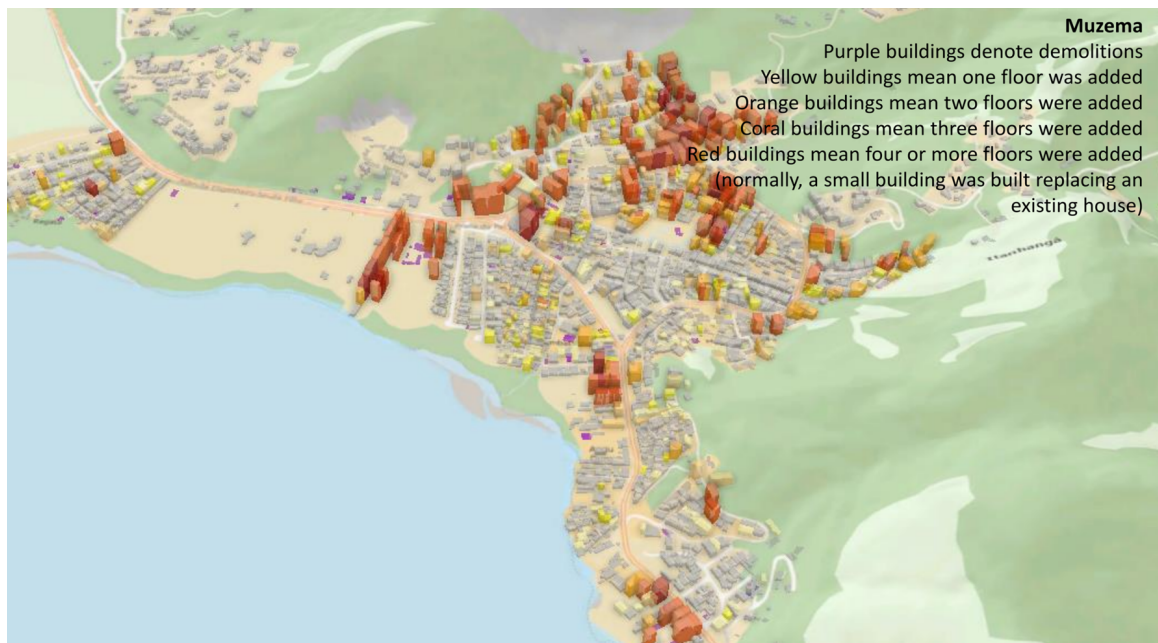 Muzema
Purple buildings denote demolitions
Yellow buildings mean one floor was added
Orange buildings mean two floors were added
Coral buildings mean three floors were added
Red buildings mean four or more floors were added
(normally, a small building was built replacing an
existing house)
Itanhangá